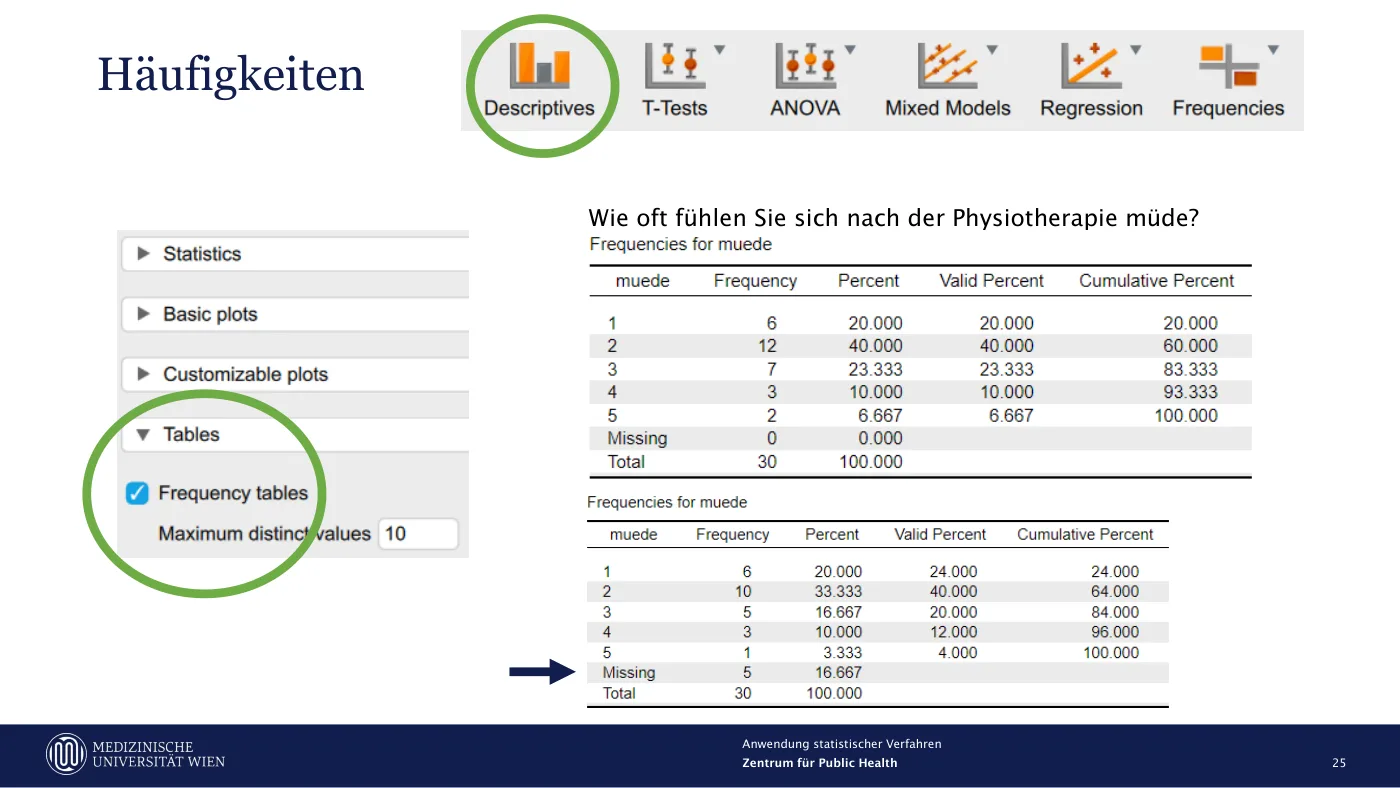 Häufigkeiten
Descriptives T-Tests ANOVA Mixed Models Regression Frequencies
Statistics
Basic plots
Customizable plots
Tables
Frequency tables
Maximum distinct values 10
Wie oft fühlen Sie sich nach der Physiotherapie müde?
Frequencies for muede
muede Frequency Percent Valid Percent Cumulative Percent
1 6 20.000 20.000 20.000
2 12 40.000 40.000 60.000
3 7 23.333 23.333 83.333
4 3 10.000 10.000 93.333
5 2 6.667 6.667 100.000
Missing 0 0.000
Total 30 100.000
Frequencies for muede
muede Frequency Percent Valid Percent Cumulative Percent
1 6 20.000 24.000 24.000
2 10 33.333 40.000 64.000
3 5 16.667 20.000 84.000
4 3 10.000 12.000 96.000
5 1 3.333 4.000 100.000
Missing 5 16.667
Total 30 100.000
MEDIZINISCHE
UNIVERSITÄT WIEN
Anwendung statistischer Verfahren
Zentrum für Public Health
25